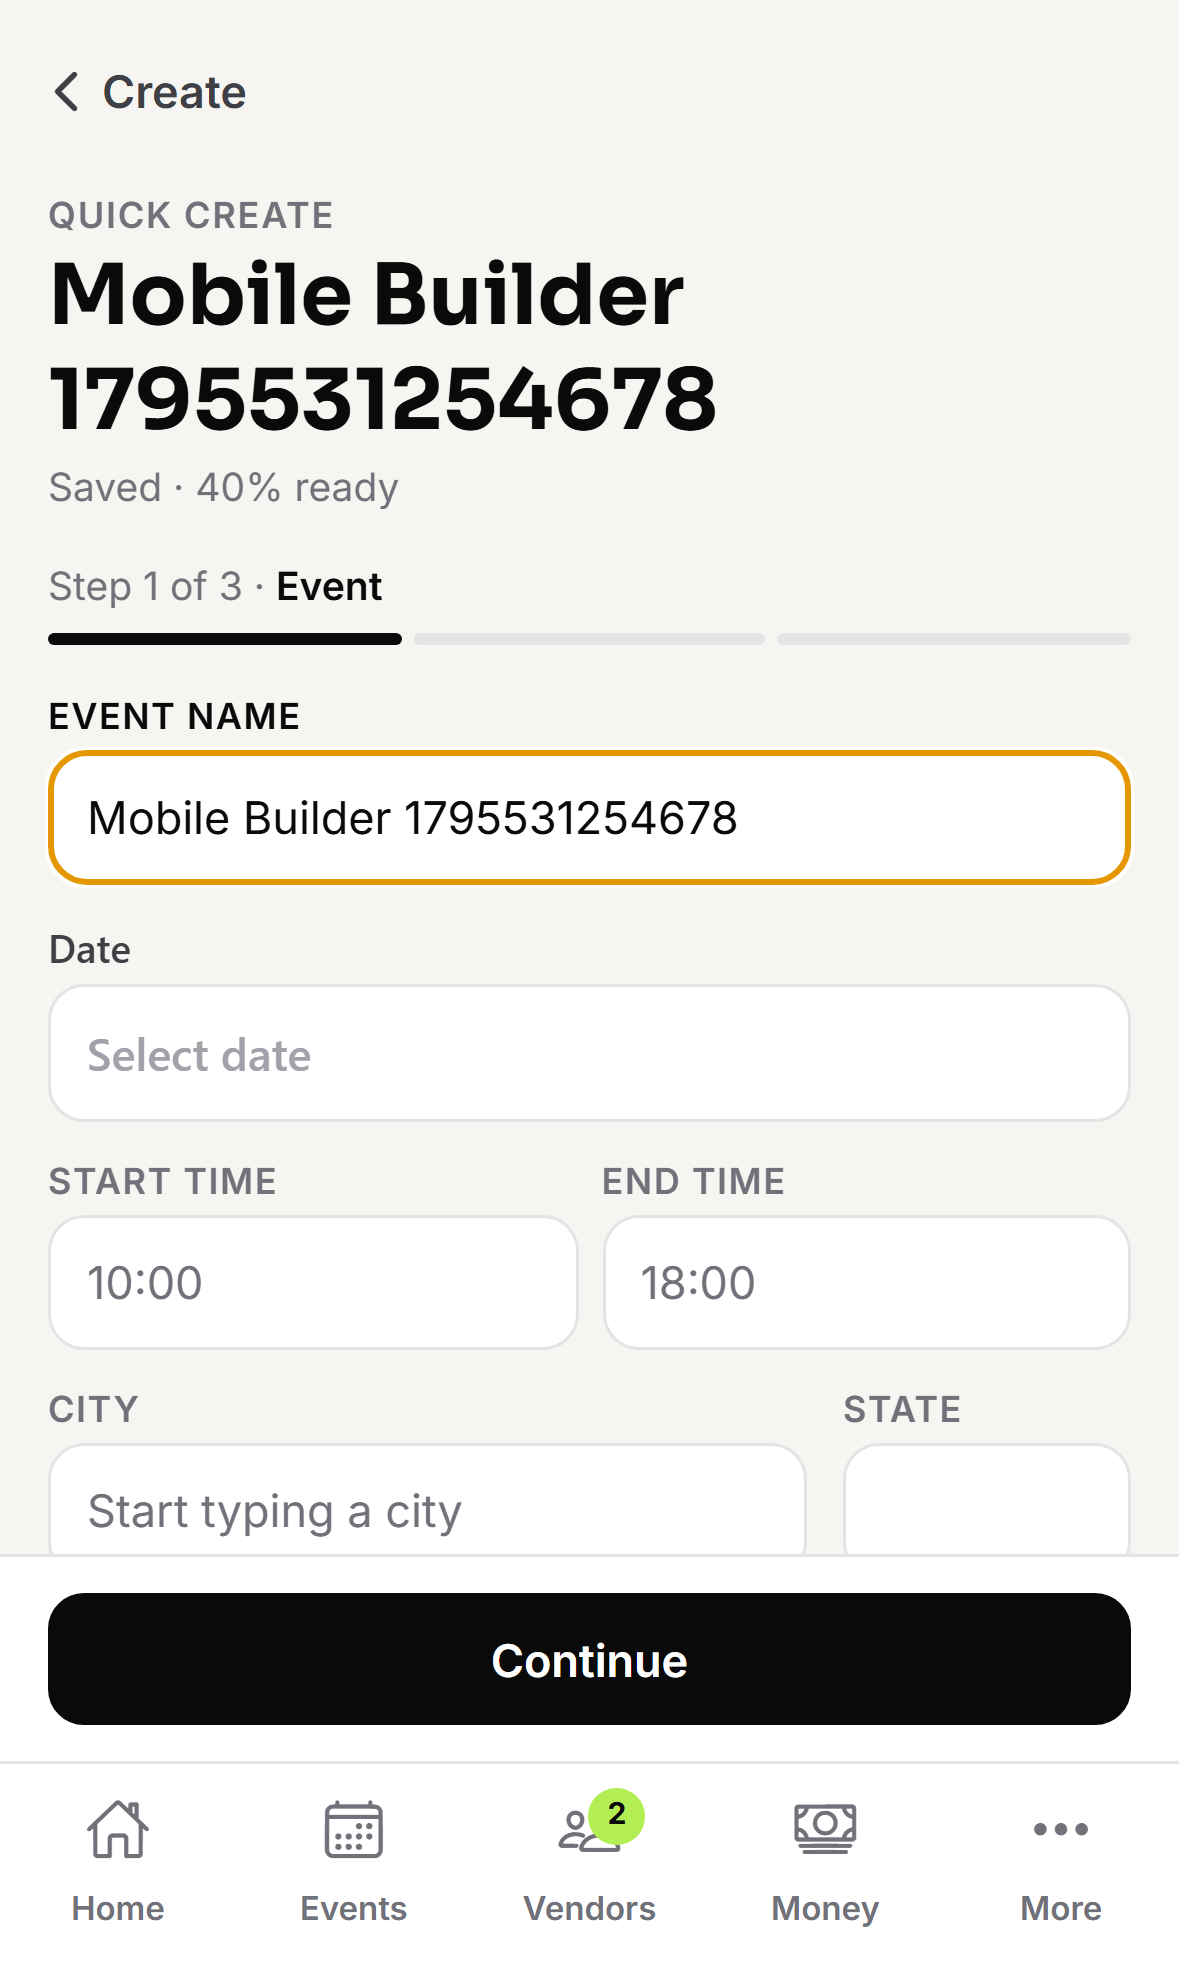 Create
QUICK CREATE
Mobile Builder
1795531254678
Saved · 40% ready
Step 1 of 3 · Event
EVENT NAME
Mobile Builder 1795531254678
Date
Select date
START TIME
END TIME
10:00
18:00
CITY
STATE
Start typing a city
Continue
2
Home
Events
Vendors
Money
More